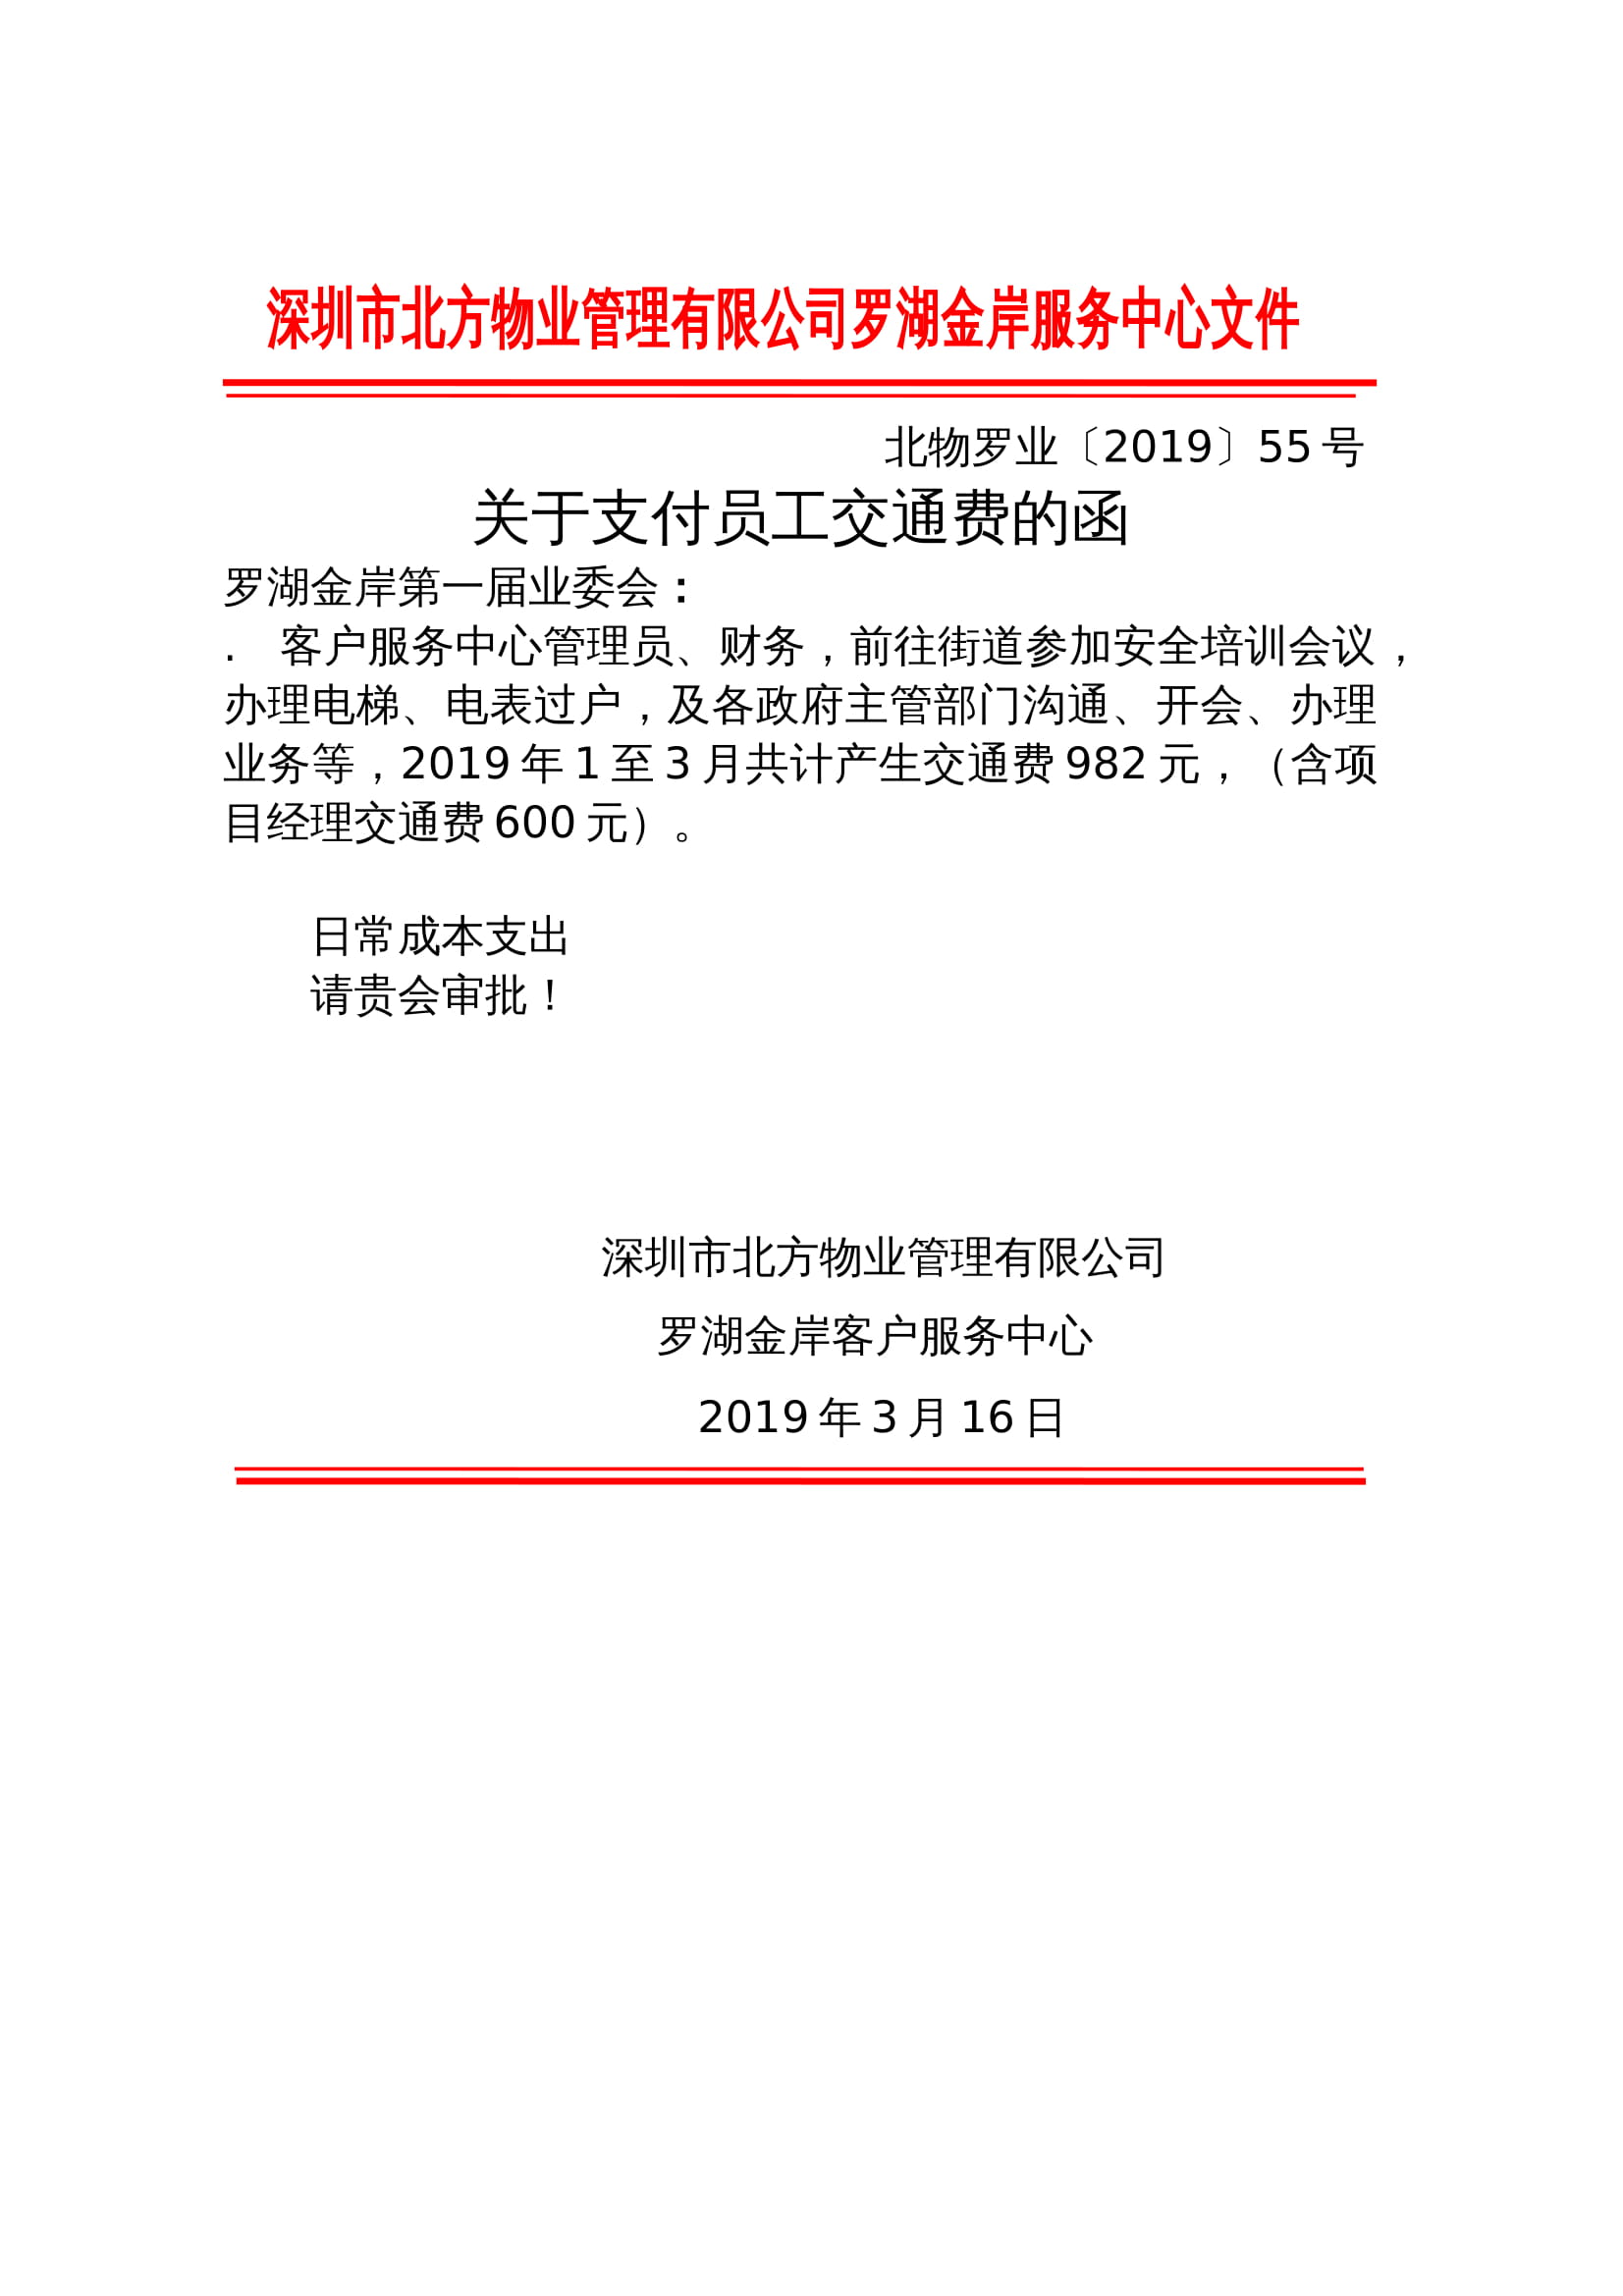 深圳市北方物业管理有限公司罗湖金岸服务中心文件
北物罗业〔2019〕55 号
关于支付员工交通费的函
罗湖金岸第一届业委会：
. 客户服务中心管理员、财务，前往街道参加安全培训会议，
办理电梯、电表过户，及各政府主管部门沟通、开会、办理
业务等，2019 年 1 至 3 月共计产生交通费 982 元，（含项
目经理交通费 600 元）。
日常成本支出
请贵会审批！
深圳市北方物业管理有限公司
罗湖金岸客户服务中心
2019 年 3 月 16 日